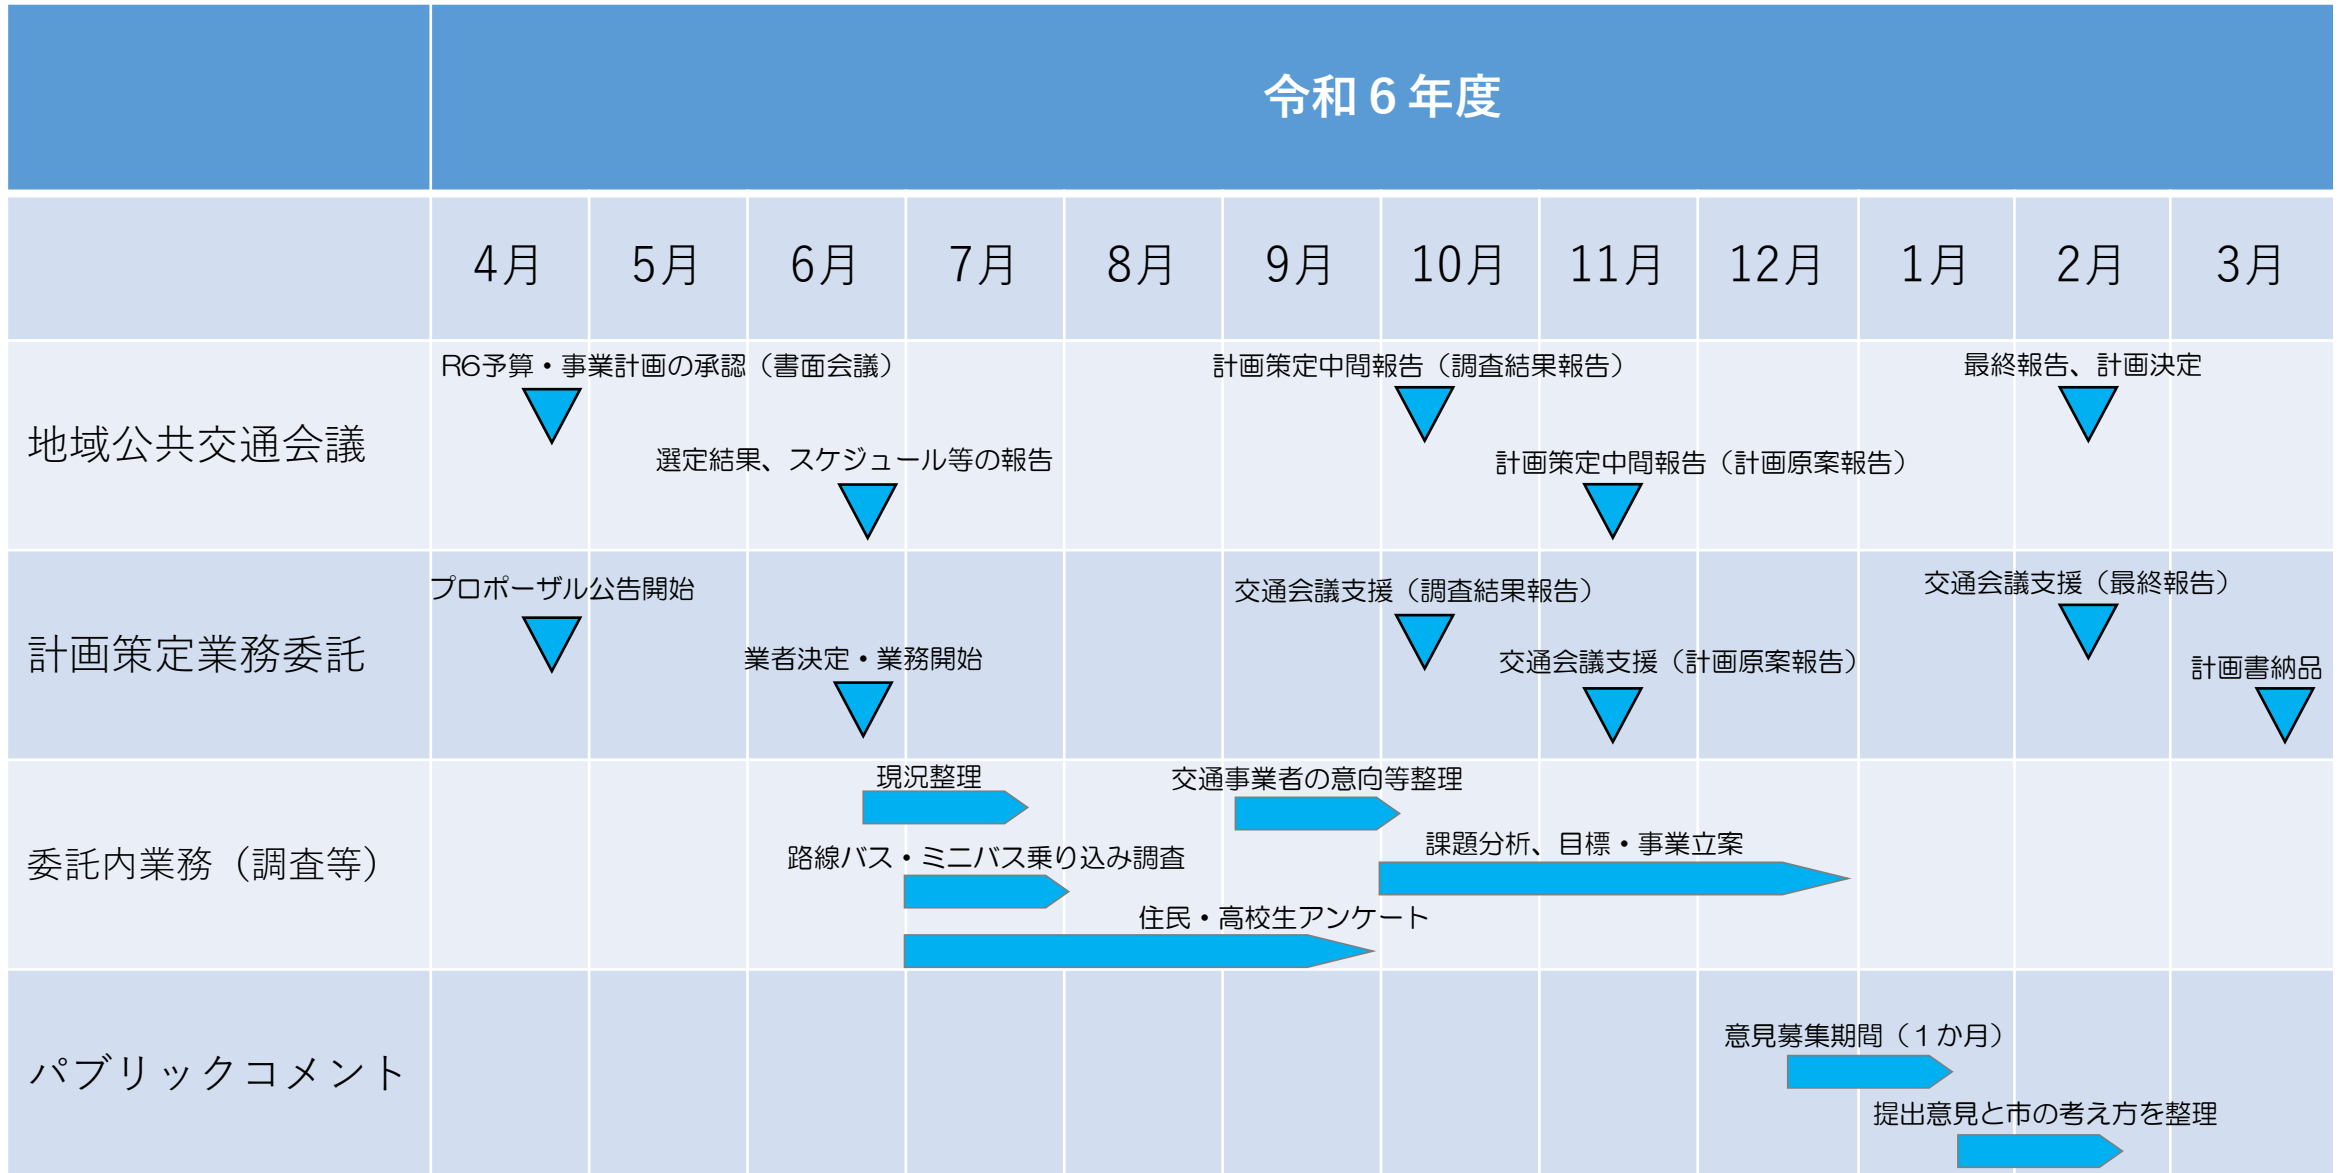 令和６年度
4月
5月
6月
7月
8月
9月
10月
11月
12月
1月
2月
3月
地域公共交通会議
R6予算・事業計画の承認（書面会議）
計画策定中間報告（調査結果報告）
最終報告、計画決定
選定結果、スケジュール等の報告
計画策定中間報告（計画原案報告）
計画策定業務委託
プロポーザル公告開始
交通会議支援（調査結果報告）
交通会議支援（最終報告）
業者決定・業務開始
交通会議支援（計画原案報告）
計画書納品
委託内業務（調査等）
現況整理
交通事業者の意向等整理
課題分析、目標・事業立案
路線バス・ミニバス乗り込み調査
住民・高校生アンケート
パブリックコメント
意見募集期間（１か月）
提出意見と市の考え方を整理